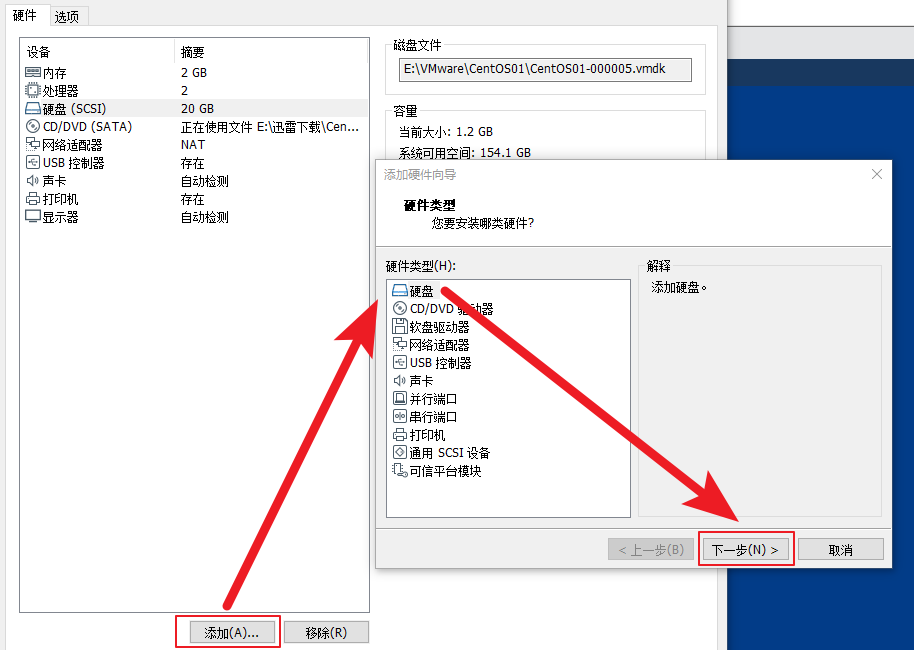 硬件 选项
设备 摘要
内存 2 GB
处理器 2
硬盘 (SCSI) 20 GB
CD/DVD (SATA) 正在使用文件 E:\迅雷下载\Cen...
网络适配器 NAT
USB 控制器 存在
声卡 自动检测
打印机 存在
显示器 自动检测
磁盘文件
E:\VMware\CentOS01\CentOS01-000005.vmdk
容量
当前大小: 1.2 GB
系统可用空间: 154.1 GB
添加硬件向导
硬件类型
您要安装哪类硬件?
硬件类型(H):
硬盘
CD/DVD 驱动器
软盘驱动器
网络适配器
USB 控制器
声卡
并行端口
串行端口
打印机
通用 SCSI 设备
可信平台模块
解释
添加硬盘。
< 上一步(B) 下一步(N) > 取消
添加(A)... 移除(R)